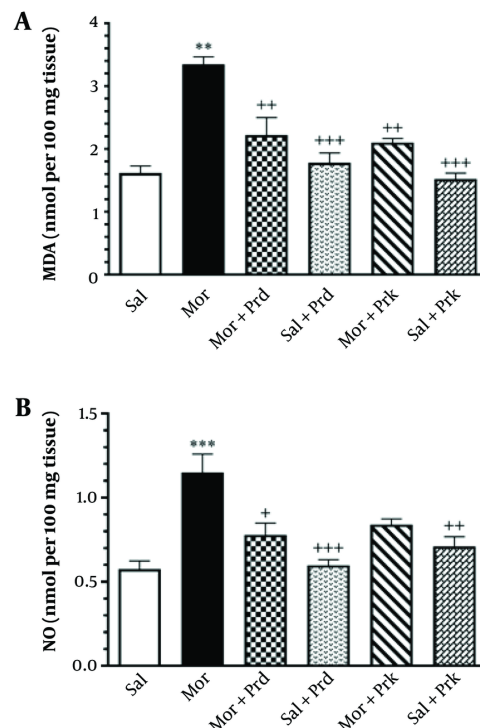 A
MDA (nmol per 100 mg tissue)
4
3
2
1
0
**
++
+++
++
+++
Sal
Mor
Mor + Prd
Sal + Prd
Mor + Prk
Sal + Prk
B
NO (nmol per 100 mg tissue)
1.5
1.0
0.5
0.0
***
+
+++
++
Sal
Mor
Mor + Prd
Sal + Prd
Mor + Prk
Sal + Prk